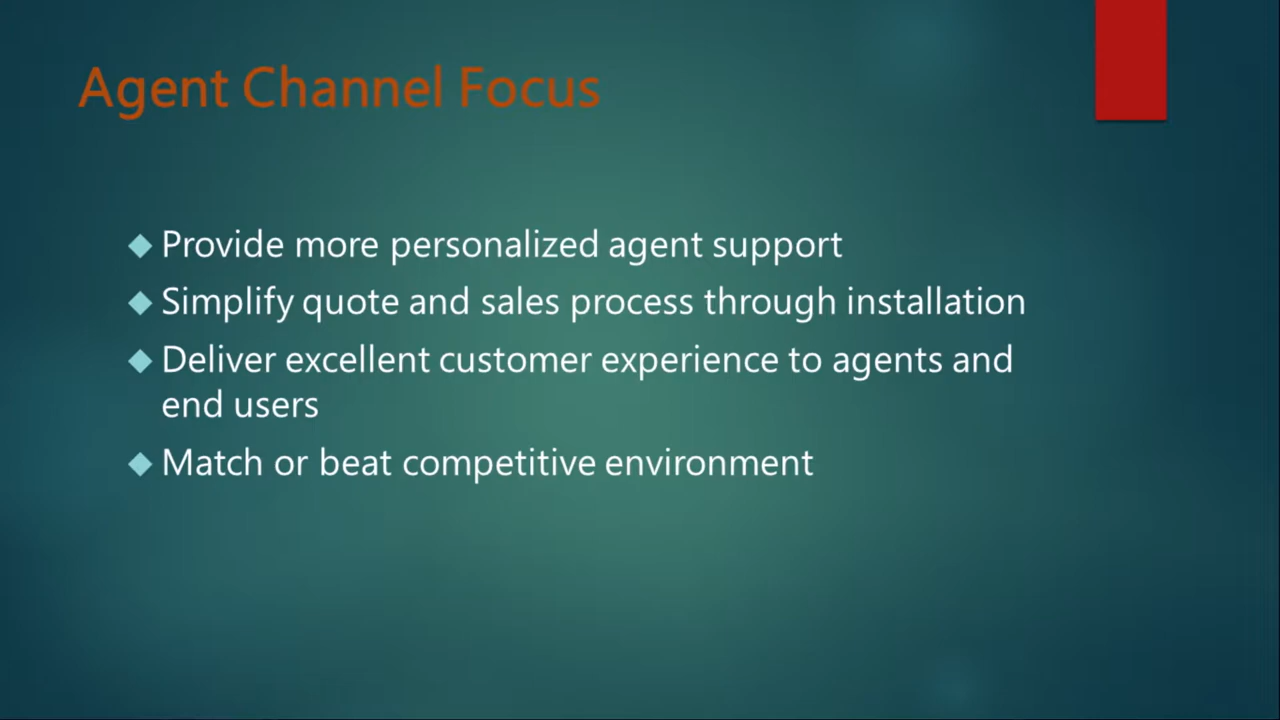 Agent Channel Focus
Provide more personalized agent support
Simplify quote and sales process through installation
Deliver excellent customer experience to agents and
end users
Match or beat competitive environment